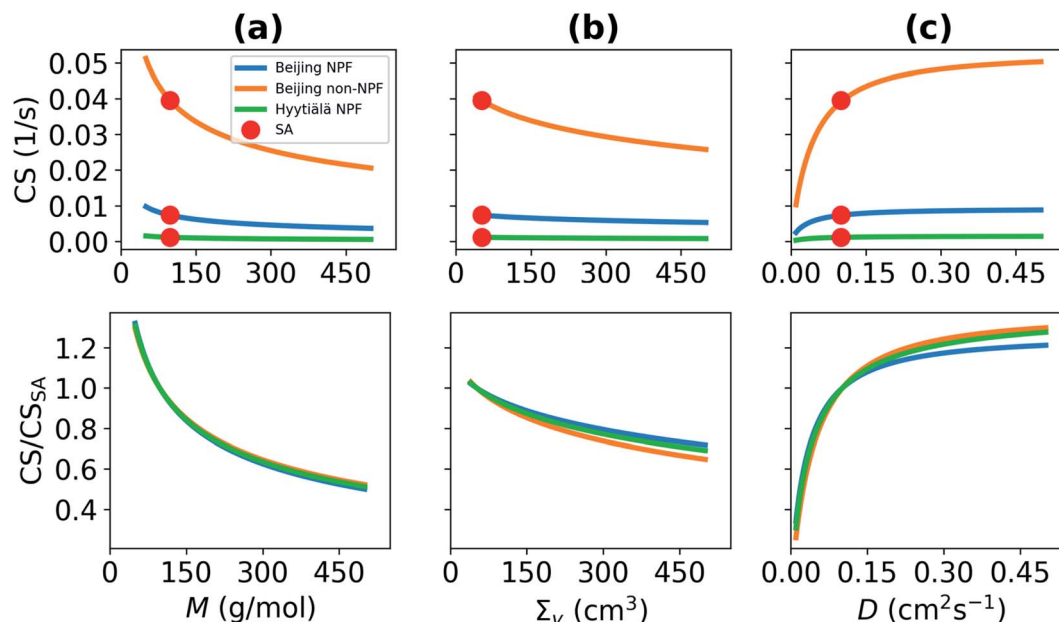 (a) (b) (c)
CS (1/s)
0.05
0.04
0.03
0.02
0.01
0.00
Beijing NPF
Beijing non-NPF
Hyytiälä NPF
SA
0 150 300 450
0 150 300 450
0.00 0.15 0.30 0.45
CS/CS_SA
1.2
1.0
0.8
0.6
0.4
0 150 300 450
0 150 300 450
0.00 0.15 0.30 0.45
M (g/mol)
Σᵥ (cm³)
D (cm²s⁻¹)